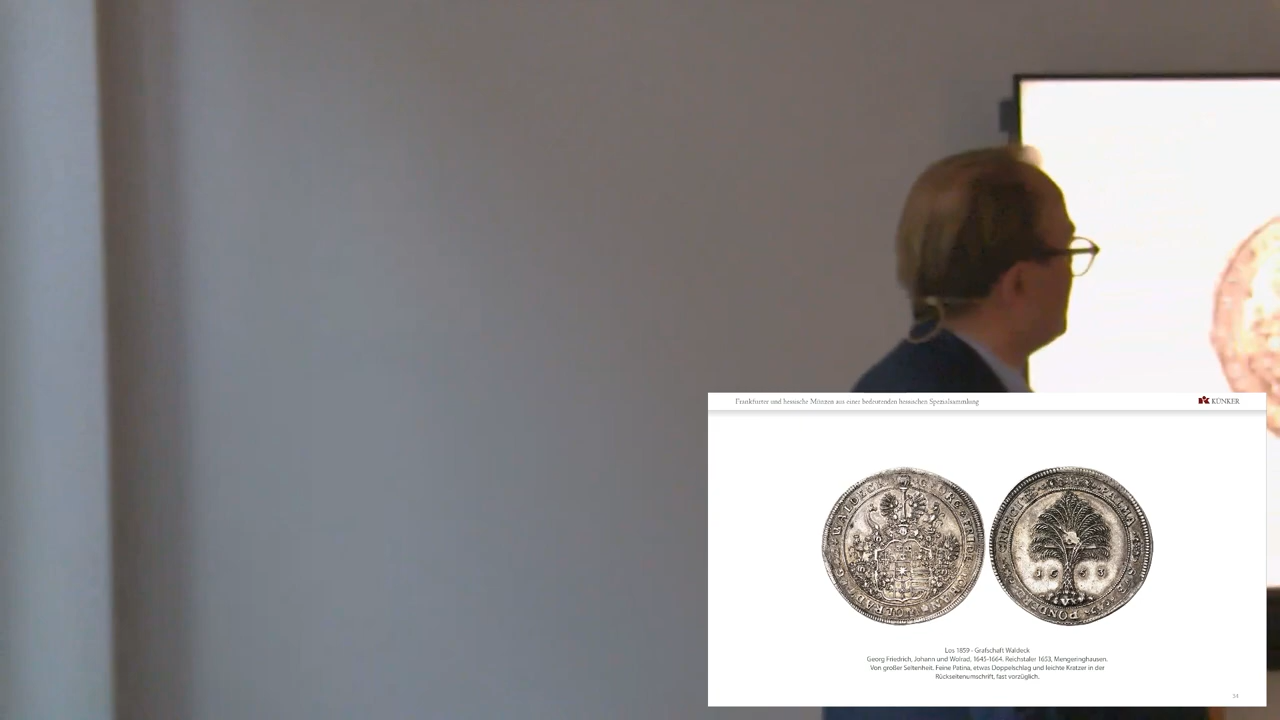 Frankfurter und hessische Münzen aus einer bedeutenden hessischen Spezialsammlung
KÜNKER
1653
Los 1859 - Grafschaft Waldeck
Georg Friedrich, Johann und Wolrad, 1645-1664. Reichstaler 1653, Mengeringhausen.
Von großer Seltenheit. Feine Patina, etwas Doppelschlag und leichte Kratzer in der
Rückseitenumschrift, fast vorzüglich.
34